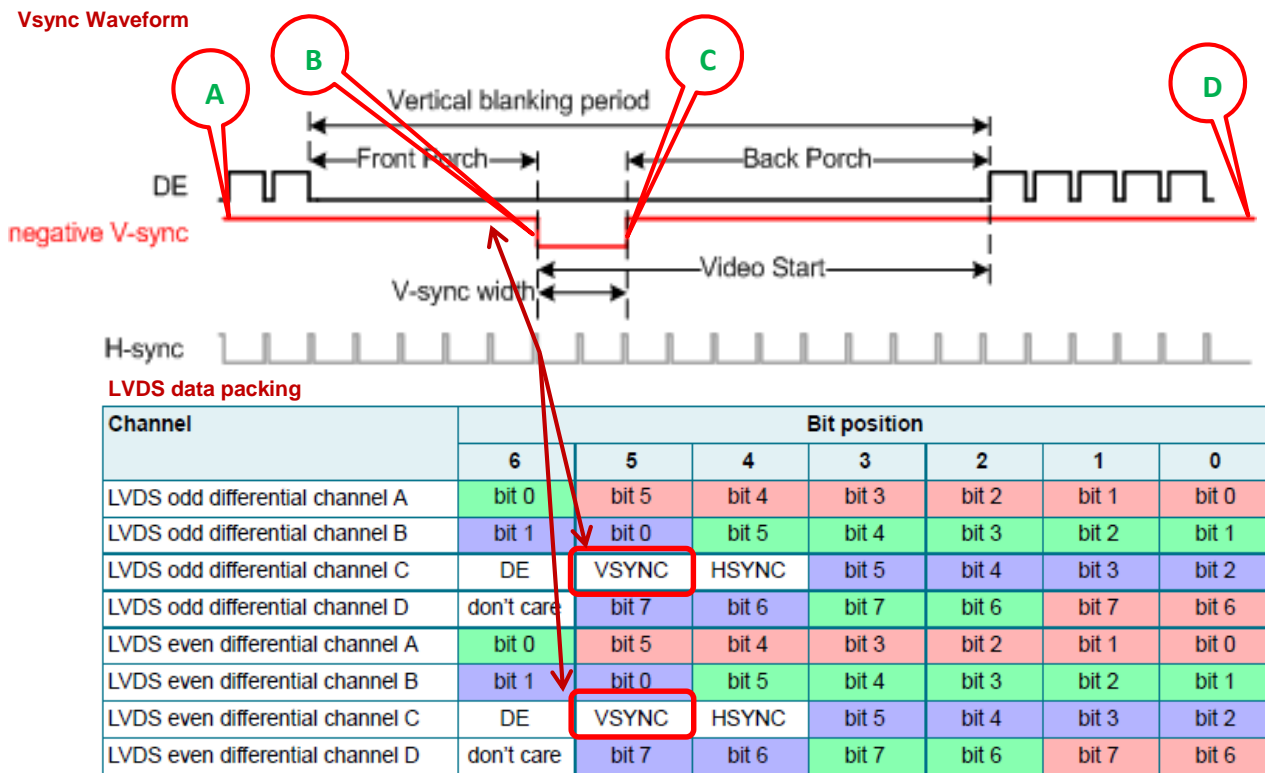 Vsync Waveform
A
B
C
D
Vertical blanking period
Front Porch
Back Porch
DE
negative V-sync
Video Start
V-sync width
H-sync
LVDS data packing
Channel Bit position
6 5 4 3 2 1 0
LVDS odd differential channel A bit 0 bit 5 bit 4 bit 3 bit 2 bit 1 bit 0
LVDS odd differential channel B bit 1 bit 0 bit 5 bit 4 bit 3 bit 2 bit 1
LVDS odd differential channel C DE VSYNC HSYNC bit 5 bit 4 bit 3 bit 2
LVDS odd differential channel D don't care bit 7 bit 6 bit 7 bit 6 bit 7 bit 6
LVDS even differential channel A bit 0 bit 5 bit 4 bit 3 bit 2 bit 1 bit 0
LVDS even differential channel B bit 1 bit 0 bit 5 bit 4 bit 3 bit 2 bit 1
LVDS even differential channel C DE VSYNC HSYNC bit 5 bit 4 bit 3 bit 2
LVDS even differential channel D don't care bit 7 bit 6 bit 7 bit 6 bit 7 bit 6